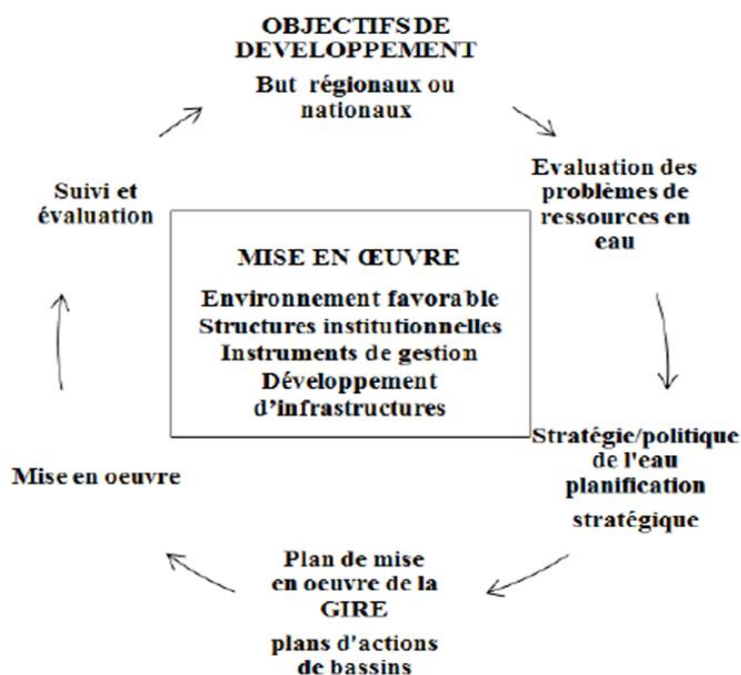 OBJECTIFS DE
DEVELOPPEMENT
But régionaux ou
nationaux
Evaluation des
problèmes de
ressources en
eau
Stratégie/politique
de l'eau
planification
stratégique
Plan de mise
en oeuvre de la
GIRE
plans d'actions
de bassins
Mise en oeuvre
Suivi et
évaluation
MISE EN ŒUVRE
Environnement favorable
Structures institutionnelles
Instruments de gestion
Développement
d'infrastructures